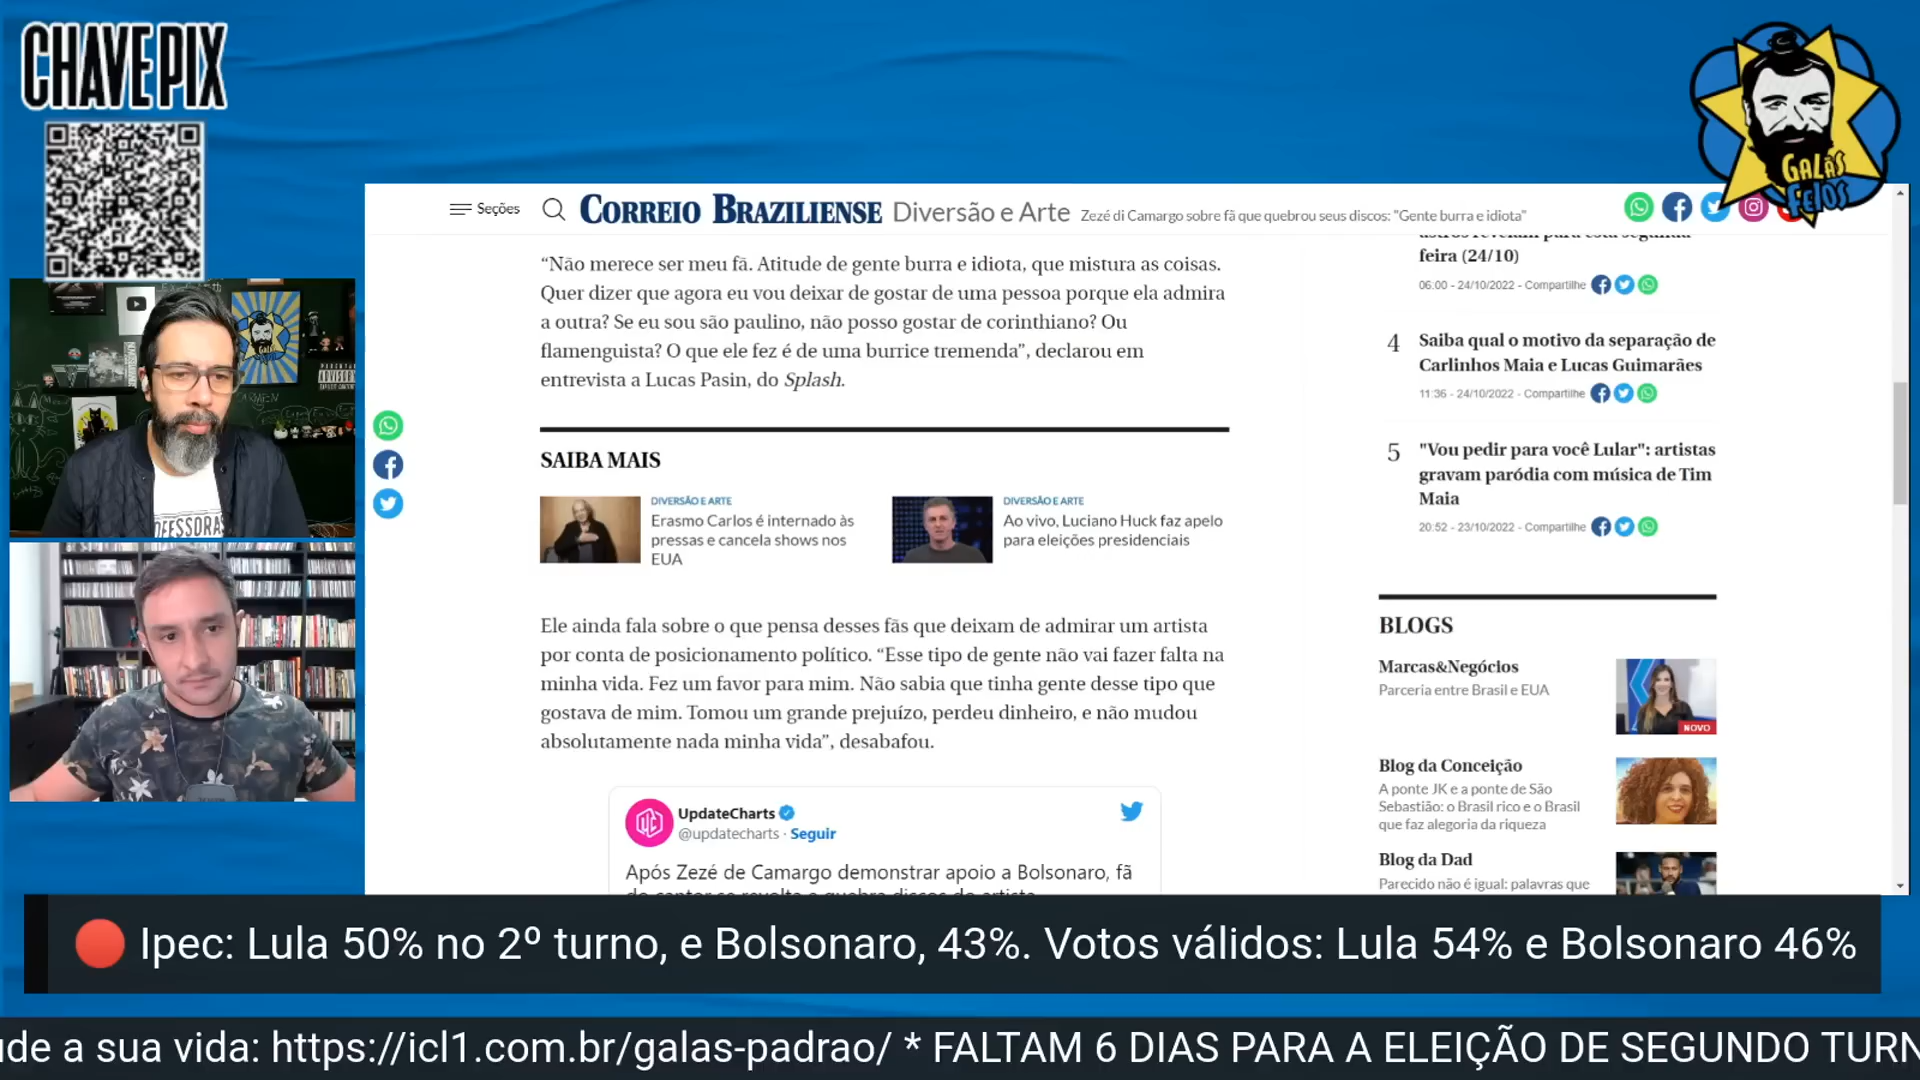 CHAVE PIX
GALÃS
FEIOS
Seções
CORREIO BRAZILIENSE
Diversão e Arte
Zezé di Camargo sobre fã que quebrou seus discos: "Gente burra e idiota"
“Não merece ser meu fã. Atitude de gente burra e idiota, que mistura as coisas.
Quer dizer que agora eu vou deixar de gostar de uma pessoa porque ela admira
a outra? Se eu sou são paulino, não posso gostar de corinthiano? Ou
flamenguista? O que ele fez é de uma burrice tremenda”, declarou em
entrevista a Lucas Pasin, do Splash.
SAIBA MAIS
DIVERSÃO E ARTE
Erasmo Carlos é internado às
pressas e cancela shows nos
EUA
DIVERSÃO E ARTE
Ao vivo, Luciano Huck faz apelo
para eleições presidenciais
Ele ainda fala sobre o que pensa desses fãs que deixam de admirar um artista
por conta de posicionamento político. “Esse tipo de gente não vai fazer falta na
minha vida. Fez um favor para mim. Não sabia que tinha gente desse tipo que
gostava de mim. Tomou um grande prejuízo, perdeu dinheiro, e não mudou
absolutamente nada minha vida”, desabafou.
UpdateCharts
@updatecharts · Seguir
Após Zezé de Camargo demonstrar apoio a Bolsonaro, fã
do cantor se revolta e quebra discos do artista
astros revelam para esta segunda-
feira (24/10)
06:00 - 24/10/2022 - Compartilhe
4
Saiba qual o motivo da separação de
Carlinhos Maia e Lucas Guimarães
11:36 - 24/10/2022 - Compartilhe
5
"Vou pedir para você Lular": artistas
gravam paródia com música de Tim
Maia
20:52 - 23/10/2022 - Compartilhe
BLOGS
Marcas&Negócios
Parceria entre Brasil e EUA
NOVO
Blog da Conceição
A ponte JK e a ponte de São
Sebastião: o Brasil rico e o Brasil
que faz alegoria da riqueza
Blog da Dad
Parecido não é igual: palavras que
Ipec: Lula 50% no 2º turno, e Bolsonaro, 43%. Votos válidos: Lula 54% e Bolsonaro 46%
ude a sua vida: https://icl1.com.br/galas-padrao/ * FALTAM 6 DIAS PARA A ELEIÇÃO DE SEGUNDO TURN